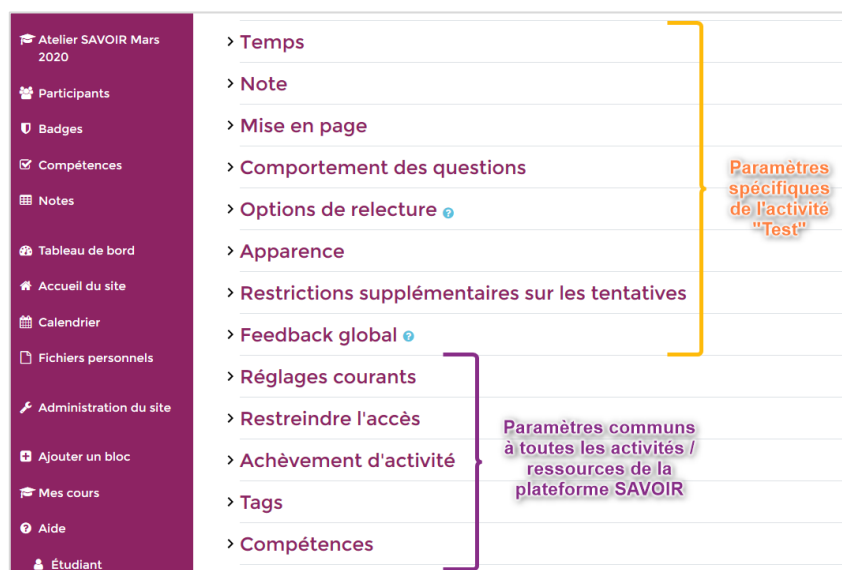 Atelier SAVOIR Mars
2020
Participants
Badges
Compétences
Notes
Tableau de bord
Accueil du site
Calendrier
Fichiers personnels
Administration du site
Ajouter un bloc
Mes cours
Aide
Étudiant
Temps
Note
Mise en page
Comportement des questions
Options de relecture
Apparence
Restrictions supplémentaires sur les tentatives
Feedback global
Réglages courants
Restreindre l'accès
Achèvement d'activité
Tags
Compétences
Paramètres
spécifiques
de l'activité
"Test"
Paramètres communs
à toutes les activités /
ressources de la
plateforme SAVOIR